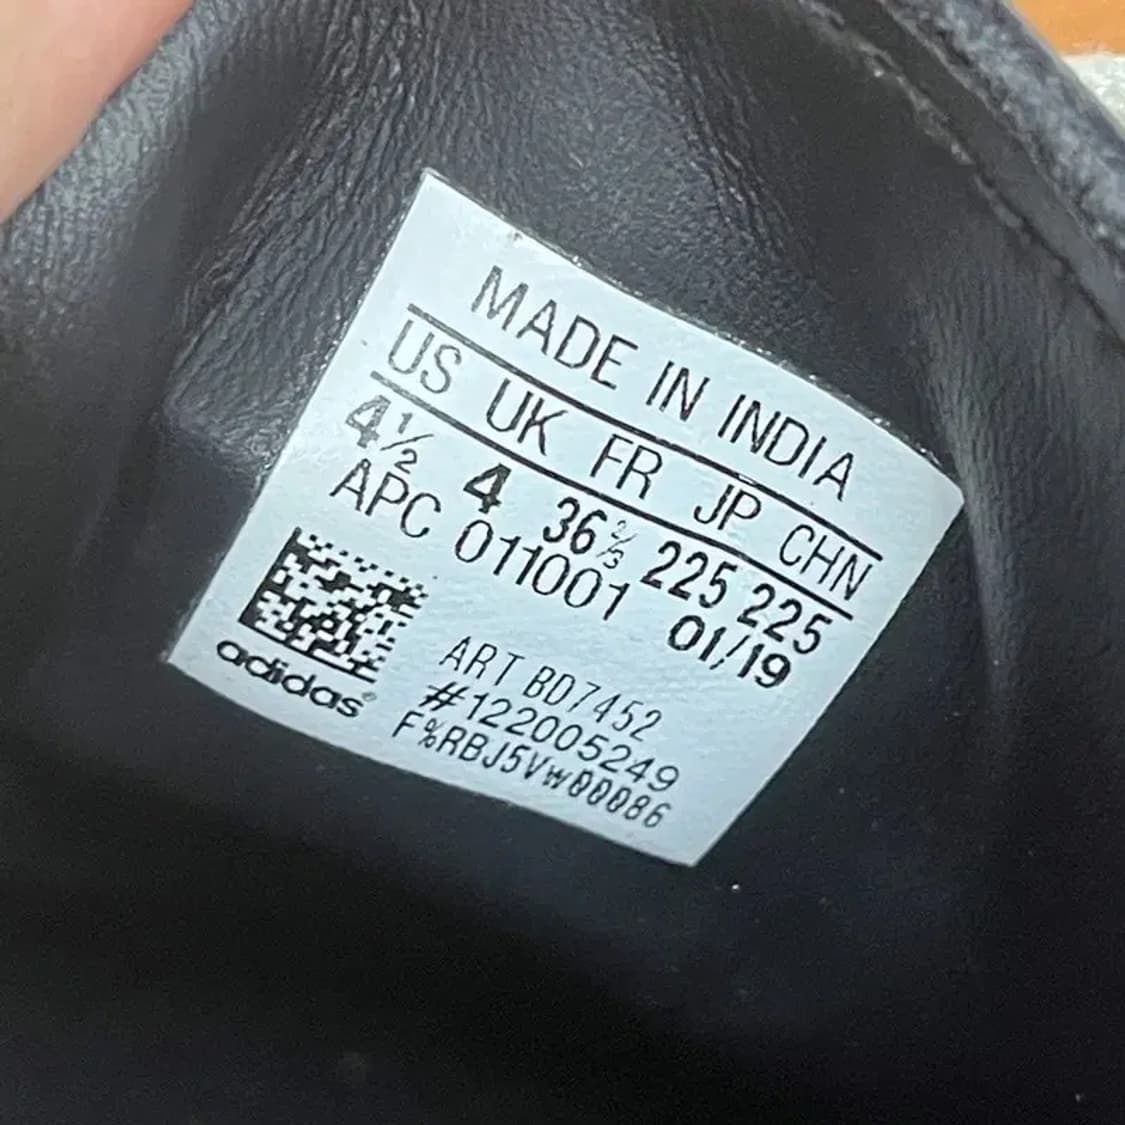 MADE IN INDIA
US UK FR JP CHN
4½ 4 36⅔ 225 225
APC 011001 01/19
ART BD7452
#122005249
F%RBJ5VW00086
adidas®